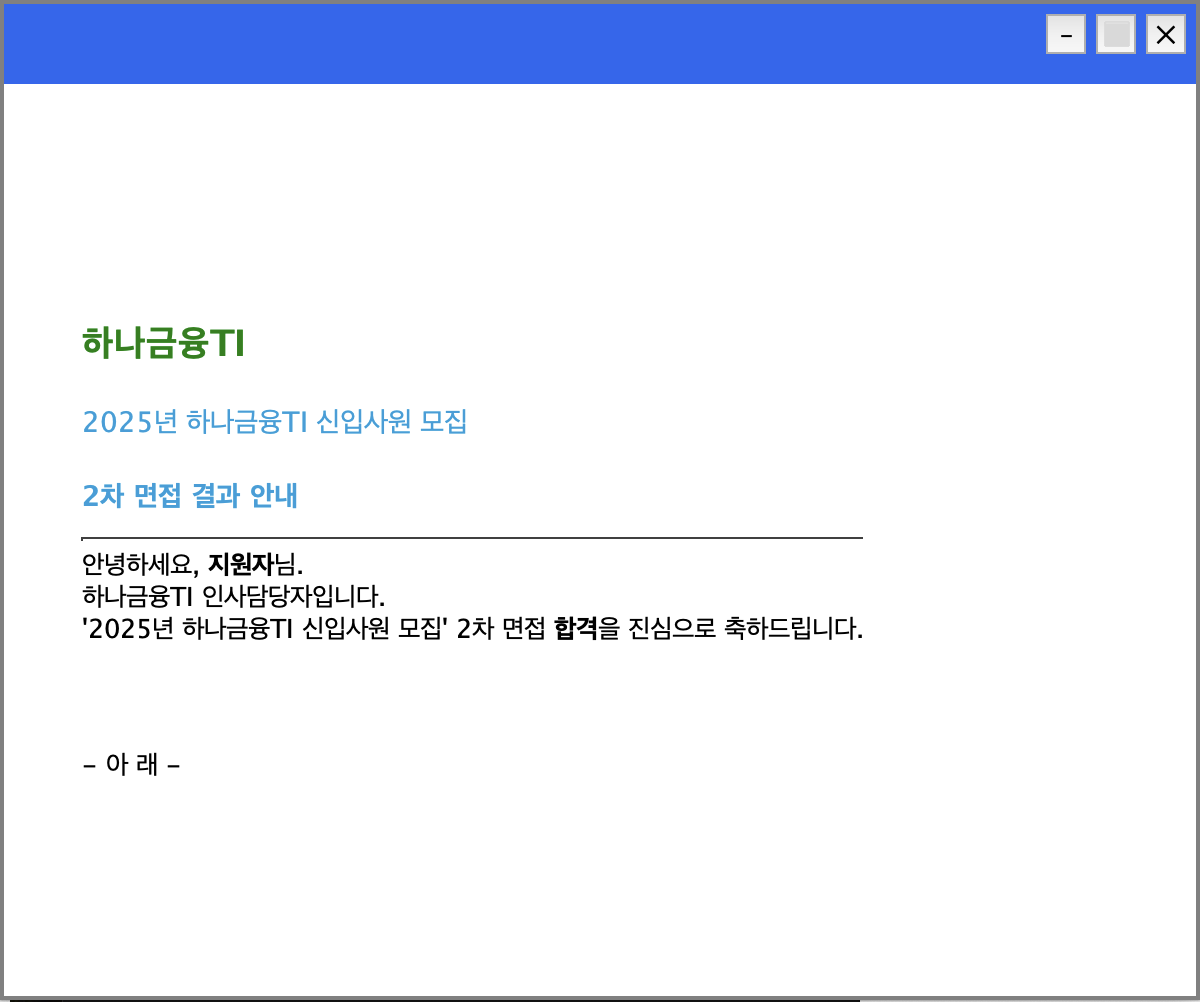 하나금융TI
2025년 하나금융TI 신입사원 모집
2차 면접 결과 안내
안녕하세요, 지원자님.
하나금융TI 인사담당자입니다.
'2025년 하나금융TI 신입사원 모집' 2차 면접 합격을 진심으로 축하드립니다.
– 아 래 –